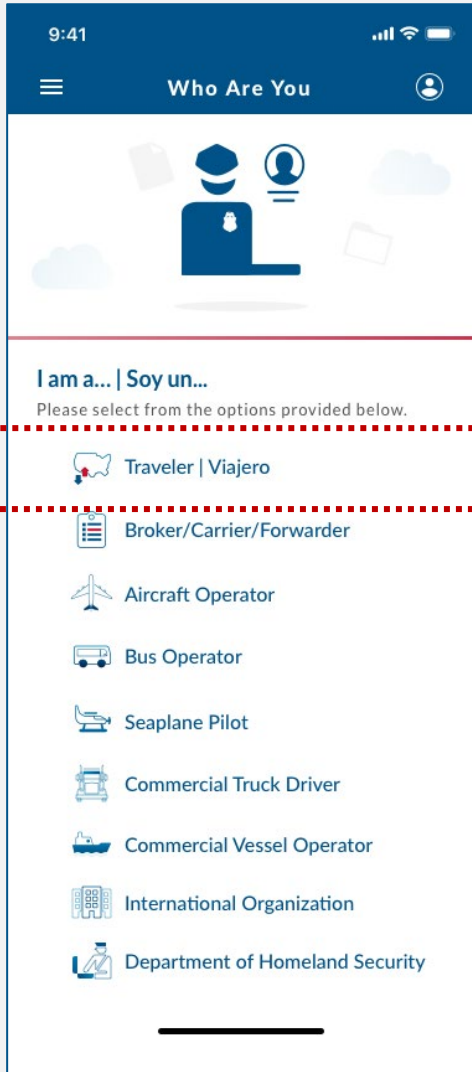 9:41
Who Are You
I am a... | Soy un...
Please select from the options provided below.
Traveler | Viajero
Broker/Carrier/Forwarder
Aircraft Operator
Bus Operator
Seaplane Pilot
Commercial Truck Driver
Commercial Vessel Operator
International Organization
Department of Homeland Security